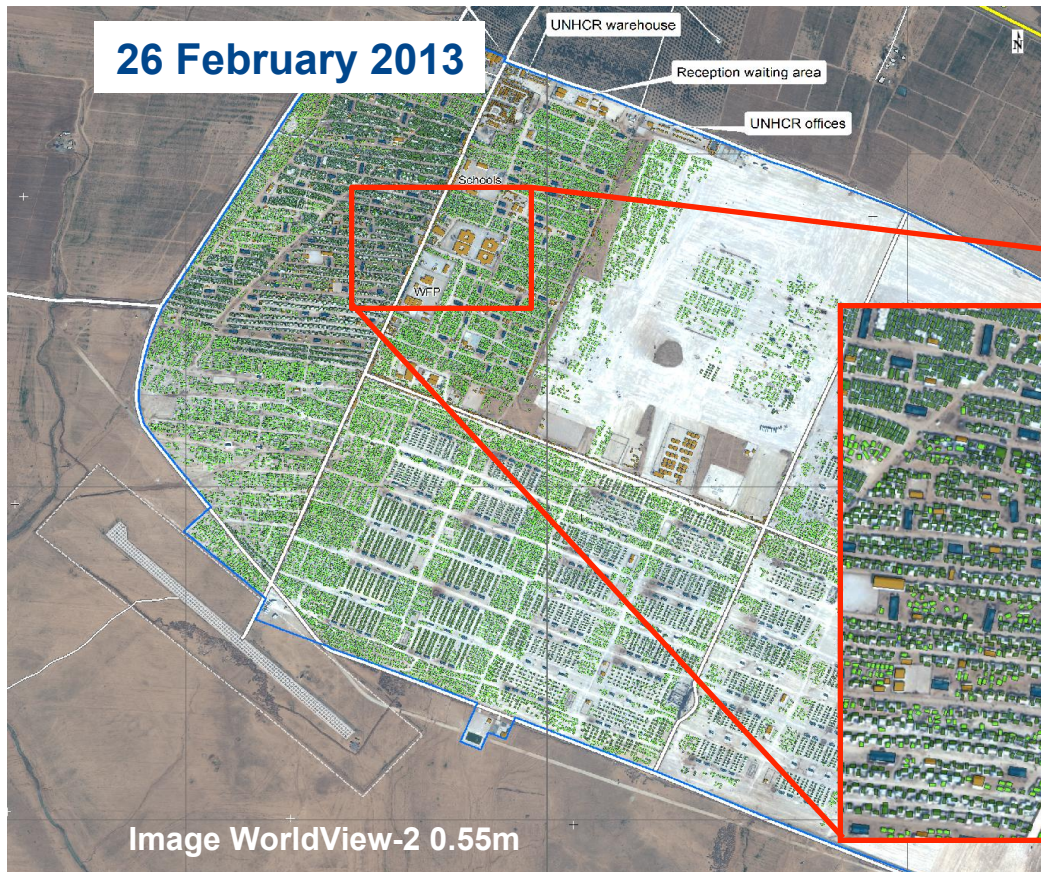 26 February 2013
UNHCR warehouse
N
Reception waiting area
UNHCR offices
Schools
WFP
Image WorldView-2 0.55m